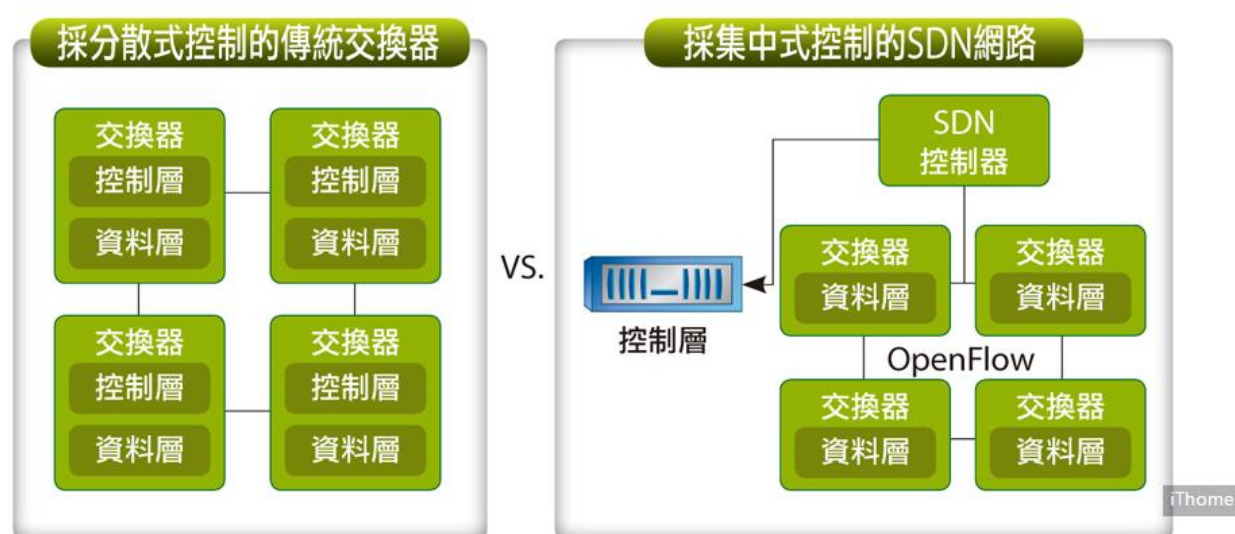 採分散式控制的傳統交換器
交換器
控制層
資料層
交換器
控制層
資料層
交換器
控制層
資料層
交換器
控制層
資料層
VS.
採集中式控制的SDN網路
SDN
控制器
控制層
交換器
資料層
交換器
資料層
OpenFlow
交換器
資料層
交換器
資料層
iThome